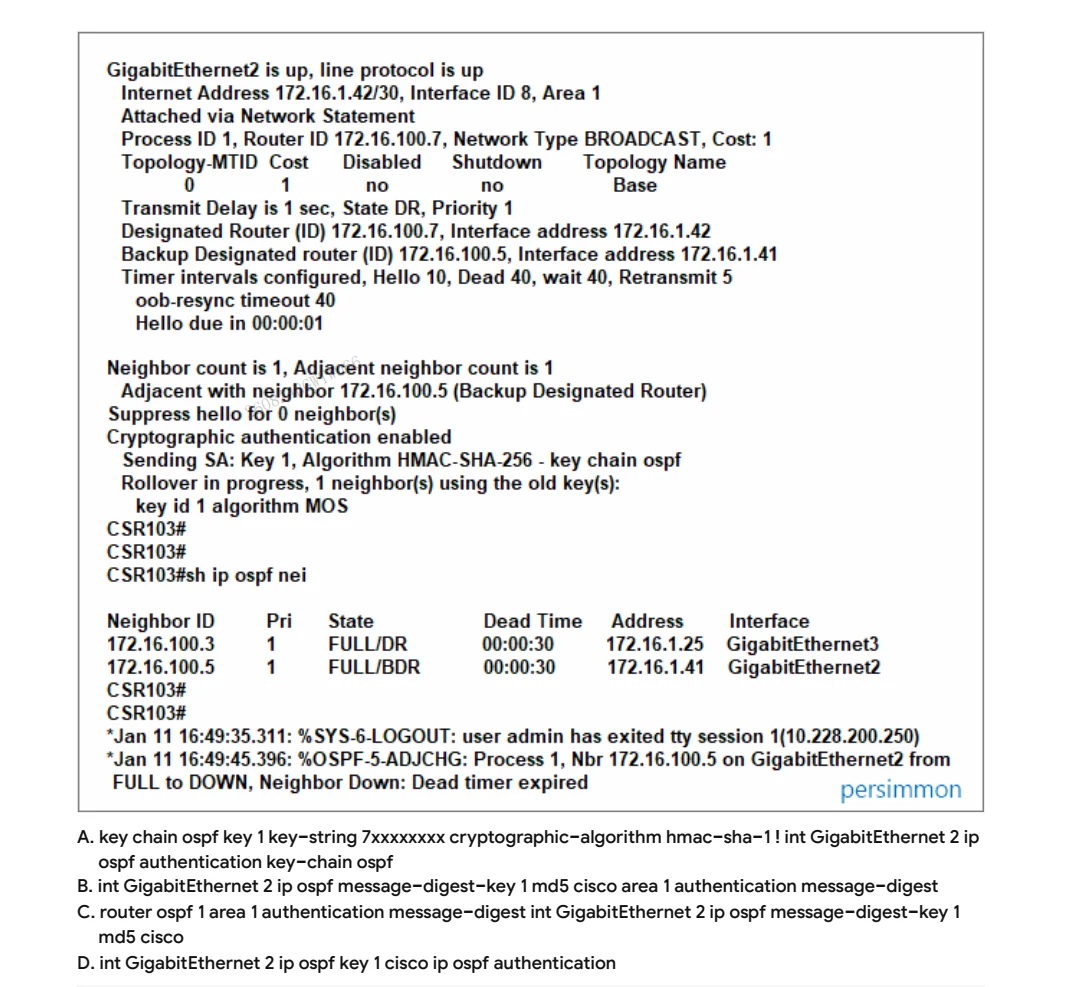 GigabitEthernet2 is up, line protocol is up
Internet Address 172.16.1.42/30, Interface ID 8, Area 1
Attached via Network Statement
Process ID 1, Router ID 172.16.100.7, Network Type BROADCAST, Cost: 1
Topology-MTID Cost Disabled Shutdown Topology Name
0 1 no no Base
Transmit Delay is 1 sec, State DR, Priority 1
Designated Router (ID) 172.16.100.7, Interface address 172.16.1.42
Backup Designated router (ID) 172.16.100.5, Interface address 172.16.1.41
Timer intervals configured, Hello 10, Dead 40, wait 40, Retransmit 5
oob-resync timeout 40
Hello due in 00:00:01
Neighbor count is 1, Adjacent neighbor count is 1
Adjacent with neighbor 172.16.100.5 (Backup Designated Router)
Suppress hello for 0 neighbor(s)
Cryptographic authentication enabled
Sending SA: Key 1, Algorithm HMAC-SHA-256 - key chain ospf
Rollover in progress, 1 neighbor(s) using the old key(s):
key id 1 algorithm MOS
CSR103#
CSR103#
CSR103#sh ip ospf nei
Neighbor ID Pri State Dead Time Address Interface
172.16.100.3 1 FULL/DR 00:00:30 172.16.1.25 GigabitEthernet3
172.16.100.5 1 FULL/BDR 00:00:30 172.16.1.41 GigabitEthernet2
CSR103#
CSR103#
*Jan 11 16:49:35.311: %SYS-6-LOGOUT: user admin has exited tty session 1(10.228.200.250)
*Jan 11 16:49:45.396: %OSPF-5-ADJCHG: Process 1, Nbr 172.16.100.5 on GigabitEthernet2 from
FULL to DOWN, Neighbor Down: Dead timer expired
persimmon
A. key chain ospf key 1 key-string 7xxxxxxxx cryptographic-algorithm hmac-sha-1 ! int GigabitEthernet 2 ip
ospf authentication key-chain ospf
B. int GigabitEthernet 2 ip ospf message-digest-key 1 md5 cisco area 1 authentication message-digest
C. router ospf 1 area 1 authentication message-digest int GigabitEthernet 2 ip ospf message-digest-key 1
md5 cisco
D. int GigabitEthernet 2 ip ospf key 1 cisco ip ospf authentication